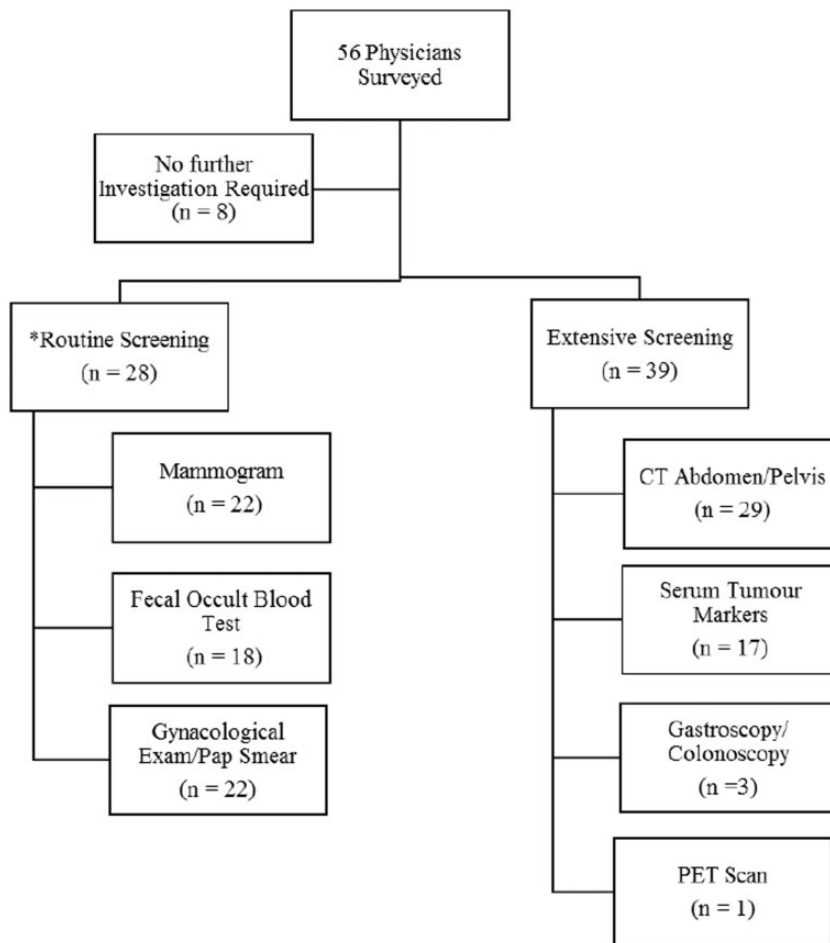 56 Physicians
Surveyed
No further
Investigation Required
(n = 8)
*Routine Screening
(n = 28)
Mammogram
(n = 22)
Fecal Occult Blood
Test
(n = 18)
Gynacological
Exam/Pap Smear
(n = 22)
Extensive Screening
(n = 39)
CT Abdomen/Pelvis
(n = 29)
Serum Tumour
Markers
(n = 17)
Gastroscopy/
Colonoscopy
(n =3)
PET Scan
(n = 1)